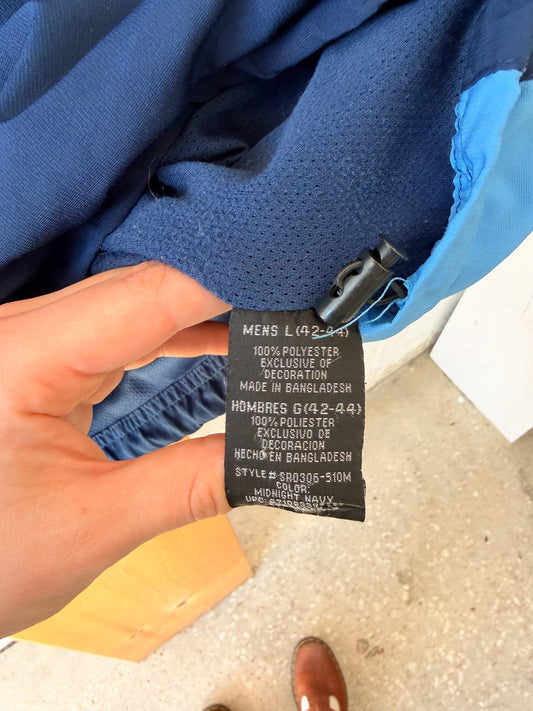 MENS L(42-44)
100% POLYESTER
EXCLUSIVE OF
DECORATION
MADE IN BANGLADESH
HOMBRES G(42-44)
100% POLIESTER
EXCLUSIVO DE
DECORACION
HECHO EN BANGLADESH
STYLE# SR0306-510M
COLOR:
MIDNIGHT NAVY
UPC: